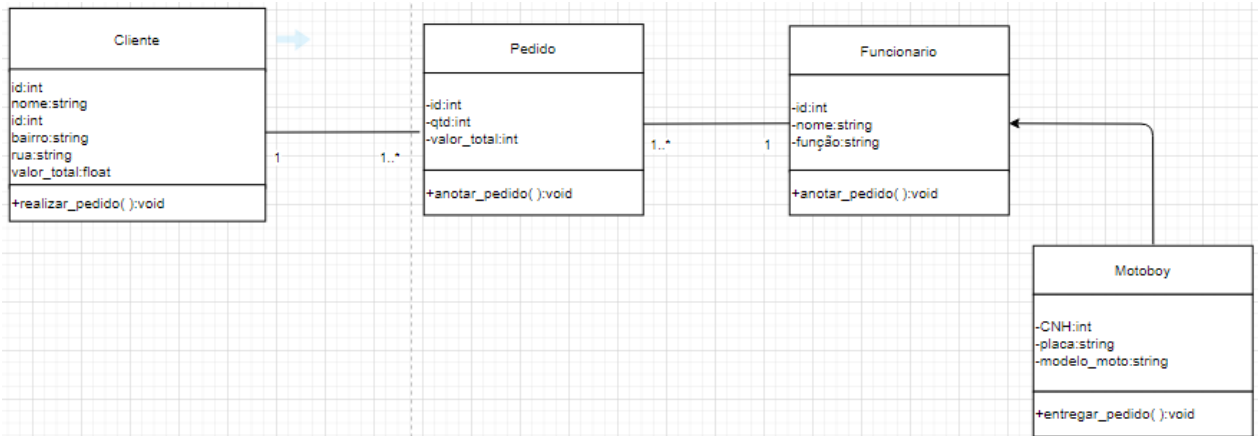 Cliente
id:int
nome:string
id:int
bairro:string
rua:string
valor_total:float
+realizar_pedido( ):void
1
1..*
Pedido
-id:int
-qtd:int
-valor_total:int
+anotar_pedido( ):void
1..*
1
Funcionario
-id:int
-nome:string
-função:string
+anotar_pedido( ):void
Motoboy
-CNH:int
-placa:string
-modelo_moto:string
+entregar_pedido( ):void